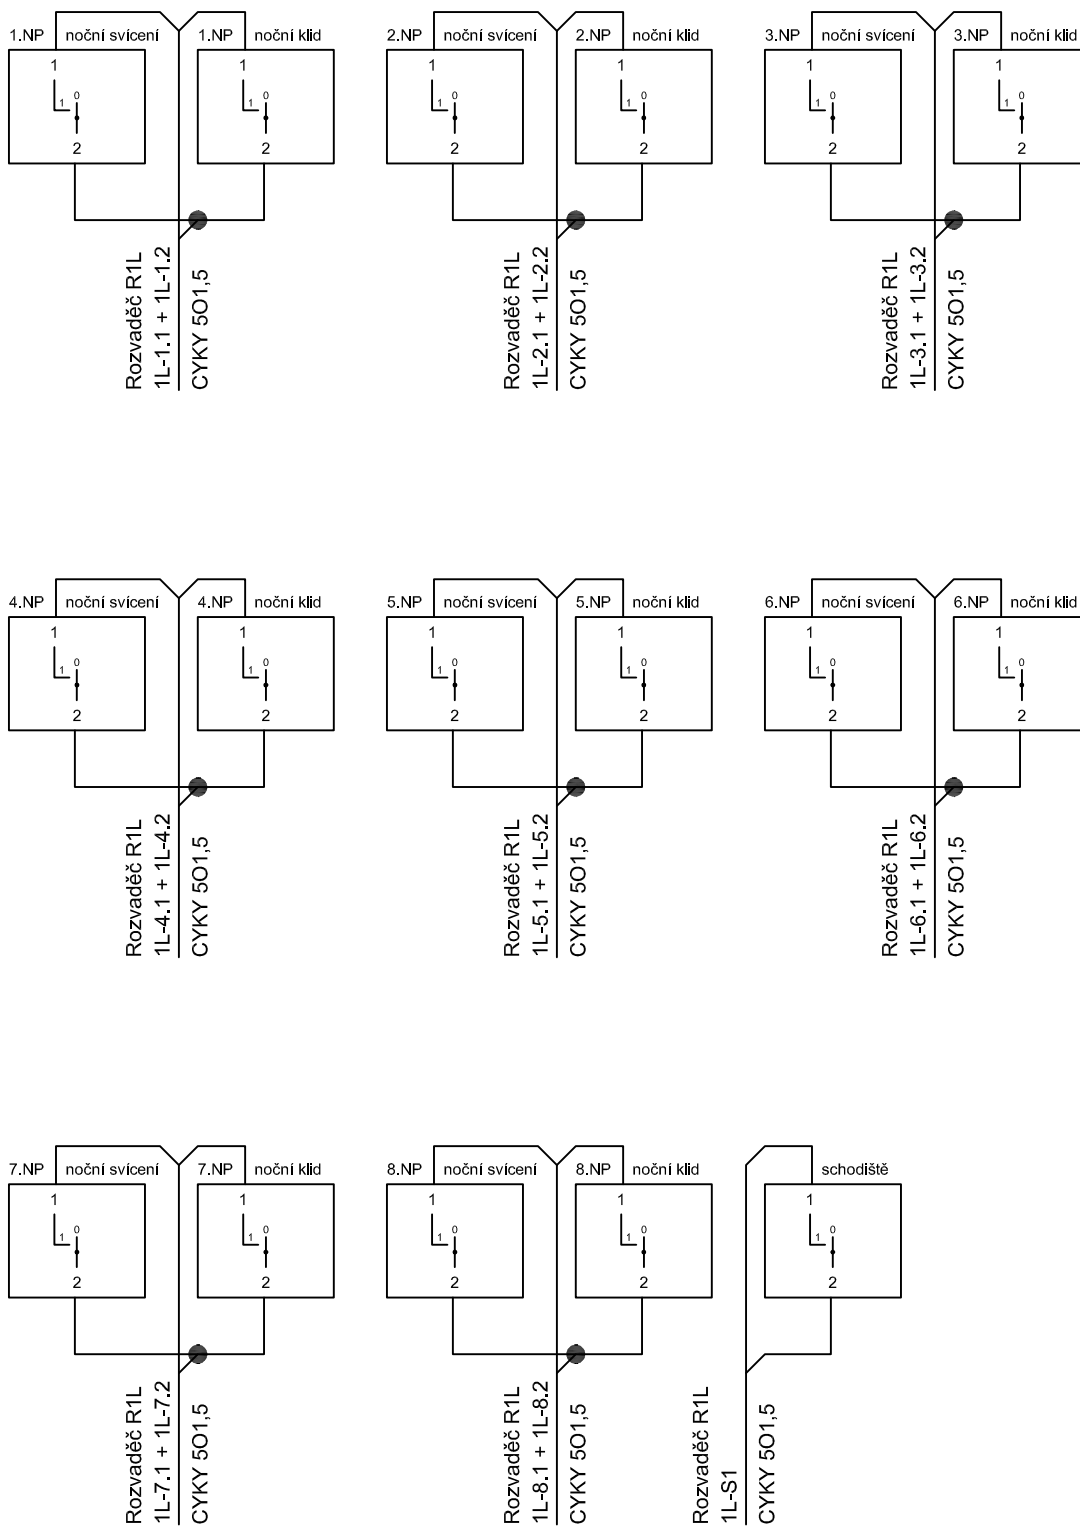 1.NP noční svícení
1
1 0
2
1.NP noční klid
1
1 0
2
Rozvaděč R1L
1L-1.1 + 1L-1.2
CYKY 5O1,5
2.NP noční svícení
1
1 0
2
2.NP noční klid
1
1 0
2
Rozvaděč R1L
1L-2.1 + 1L-2.2
CYKY 5O1,5
3.NP noční svícení
1
1 0
2
3.NP noční klid
1
1 0
2
Rozvaděč R1L
1L-3.1 + 1L-3.2
CYKY 5O1,5
4.NP noční svícení
1
1 0
2
4.NP noční klid
1
1 0
2
Rozvaděč R1L
1L-4.1 + 1L-4.2
CYKY 5O1,5
5.NP noční svícení
1
1 0
2
5.NP noční klid
1
1 0
2
Rozvaděč R1L
1L-5.1 + 1L-5.2
CYKY 5O1,5
6.NP noční svícení
1
1 0
2
6.NP noční klid
1
1 0
2
Rozvaděč R1L
1L-6.1 + 1L-6.2
CYKY 5O1,5
7.NP noční svícení
1
1 0
2
7.NP noční klid
1
1 0
2
Rozvaděč R1L
1L-7.1 + 1L-7.2
CYKY 5O1,5
8.NP noční svícení
1
1 0
2
8.NP noční klid
1
1 0
2
Rozvaděč R1L
1L-8.1 + 1L-8.2
CYKY 5O1,5
schodiště
1
1 0
2
Rozvaděč R1L
1L-S1
CYKY 5O1,5